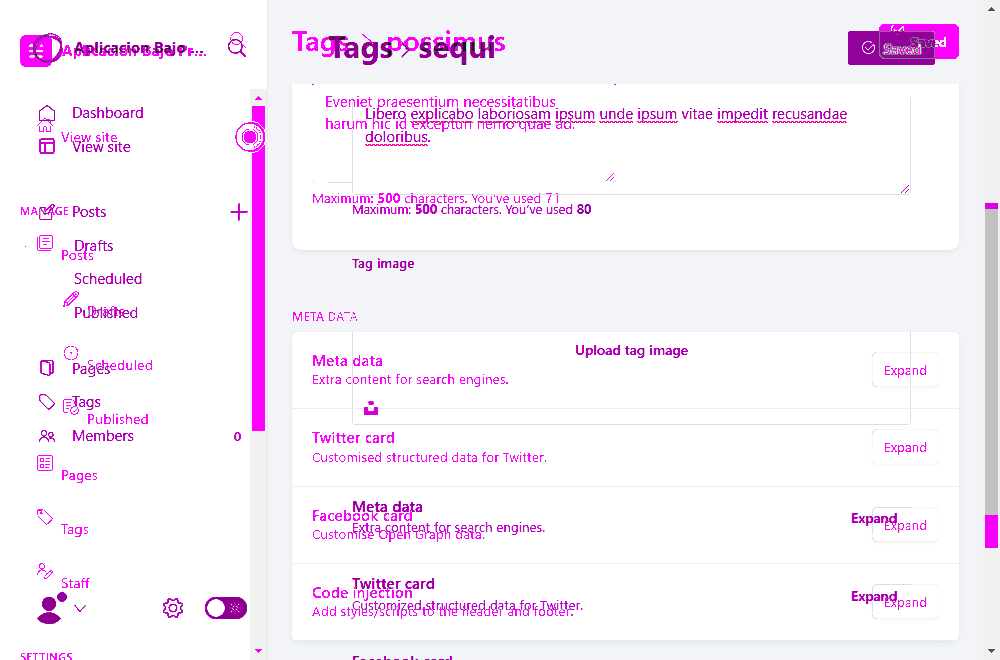 Aplicacion Bajo Pr...
Aplicacion Bajo ...
Dashboard
View site
View site
MANAGE
Posts
Drafts
Posts
Scheduled
Published
Drafts
Pages
Scheduled
Tags
Published
Members
0
Pages
Tags
Staff
SETTINGS
Tags > possimus
Tags > sequi
Saved
Saved
Eveniet praesentium necessitatibus
harum hic id excepturi nemo quae ad.
Libero explicabo laboriosam ipsum unde ipsum vitae impedit recusandae
doloribus.
Maximum: 500 characters. You've used 71
Maximum: 500 characters. You've used 80
Tag image
META DATA
Upload tag image
Meta data
Extra content for search engines.
Expand
Twitter card
Customised structured data for Twitter.
Expand
Meta data
Extra content for search engines.
Expand
Facebook card
Customise Open Graph data.
Expand
Twitter card
Customized structured data for Twitter.
Expand
Code injection
Add styles/scripts to the header and footer.
Expand
Facebook card